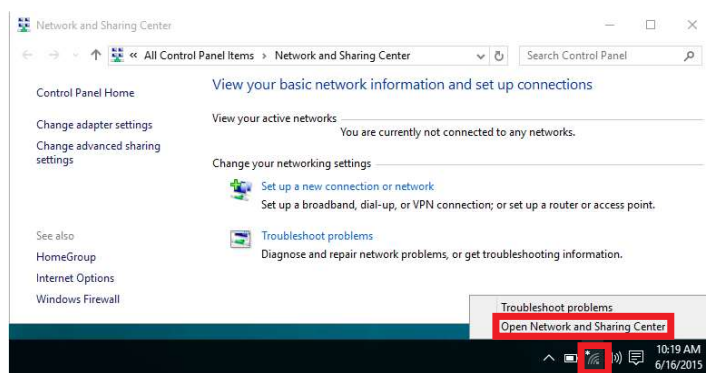 Network and Sharing Center
« All Control Panel Items › Network and Sharing Center
Search Control Panel
Control Panel Home
Change adapter settings
Change advanced sharing
settings
See also
HomeGroup
Internet Options
Windows Firewall
View your basic network information and set up connections
View your active networks
You are currently not connected to any networks.
Change your networking settings
Set up a new connection or network
Set up a broadband, dial-up, or VPN connection; or set up a router or access point.
Troubleshoot problems
Diagnose and repair network problems, or get troubleshooting information.
Troubleshoot problems
Open Network and Sharing Center
10:19 AM
6/16/2015